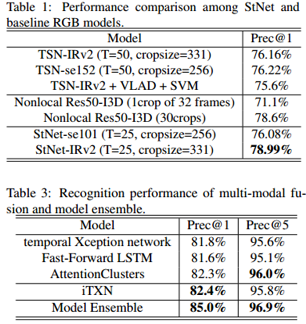 Table 1: Performance comparison among StNet and
baseline RGB models.
Model Prec@1
TSN-IRv2 (T=50, cropsize=331) 76.16%
TSN-se152 (T=50, cropsize=256) 76.22%
TSN-IRv2 + VLAD + SVM 75.6%
Nonlocal Res50-I3D (1crop of 32 frames) 71.1%
Nonlocal Res50-I3D (30crops) 78.6%
StNet-se101 (T=25, cropsize=256) 76.08%
StNet-IRv2 (T=25, cropsize=331) 78.99%
Table 3: Recognition performance of multi-modal fu-
sion and model ensemble.
Model Prec@1 Prec@5
temporal Xception network 81.8% 95.6%
Fast-Forward LSTM 81.6% 95.1%
AttentionClusters 82.3% 96.0%
iTXN 82.4% 95.8%
Model Ensemble 85.0% 96.9%